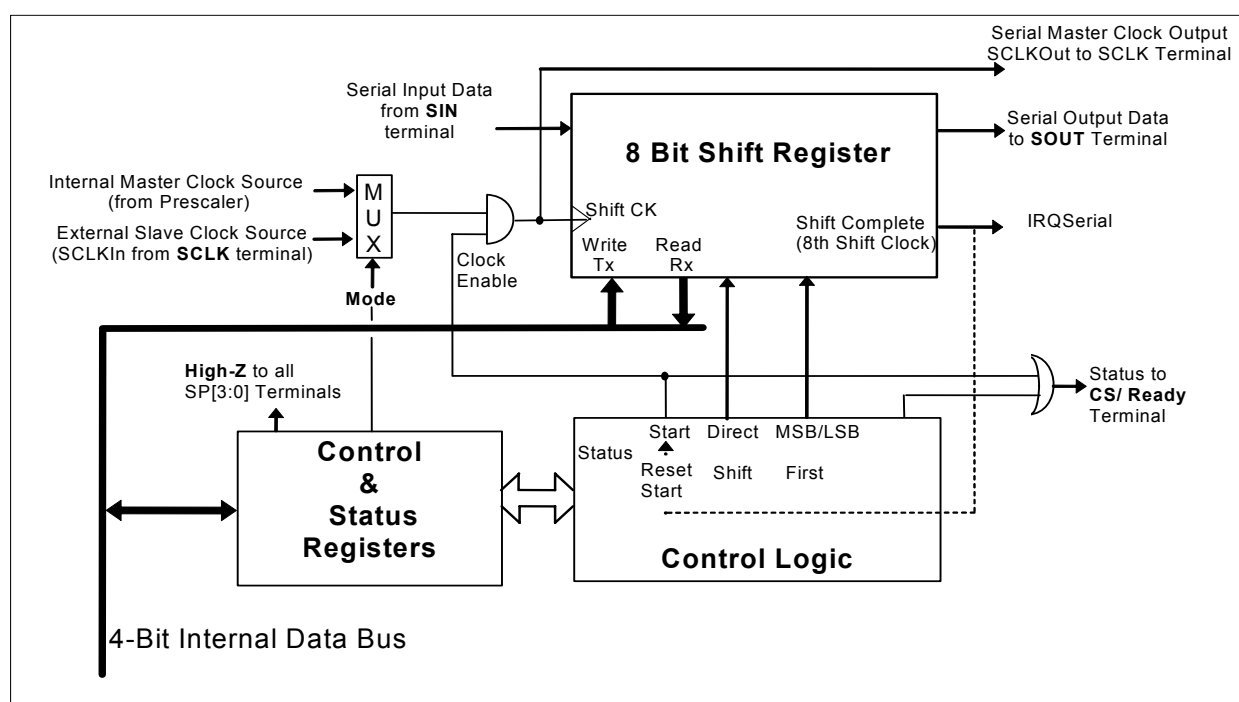 Serial Master Clock Output
SCLKOut to SCLK Terminal
Serial Input Data
from SIN
terminal
8 Bit Shift Register
Serial Output Data
to SOUT Terminal
Internal Master Clock Source
(from Prescaler)
External Slave Clock Source
(SCLKIn from SCLK terminal)
M
U
X
Mode
Clock
Enable
Shift CK
Write
Tx
Read
Rx
Shift Complete
(8th Shift Clock)
IRQSerial
High-Z to all
SP[3:0] Terminals
Status to
CS/ Ready
Terminal
Control
&
Status
Registers
Status
Start
Reset
Start
Direct
Shift
MSB/LSB
First
Control Logic
4-Bit Internal Data Bus